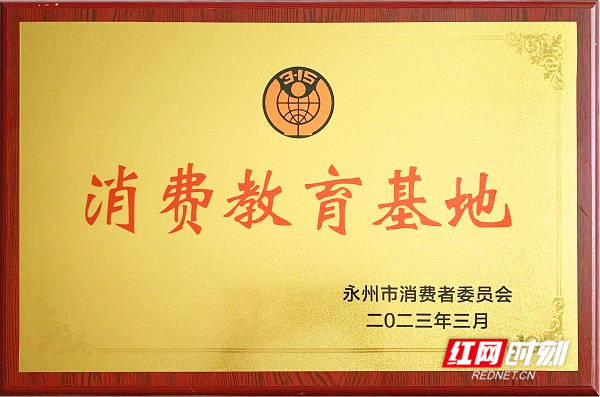 3·15
消费教育基地
永州市消费者委员会
二〇二三年三月
红网时刻
REDNET.CN